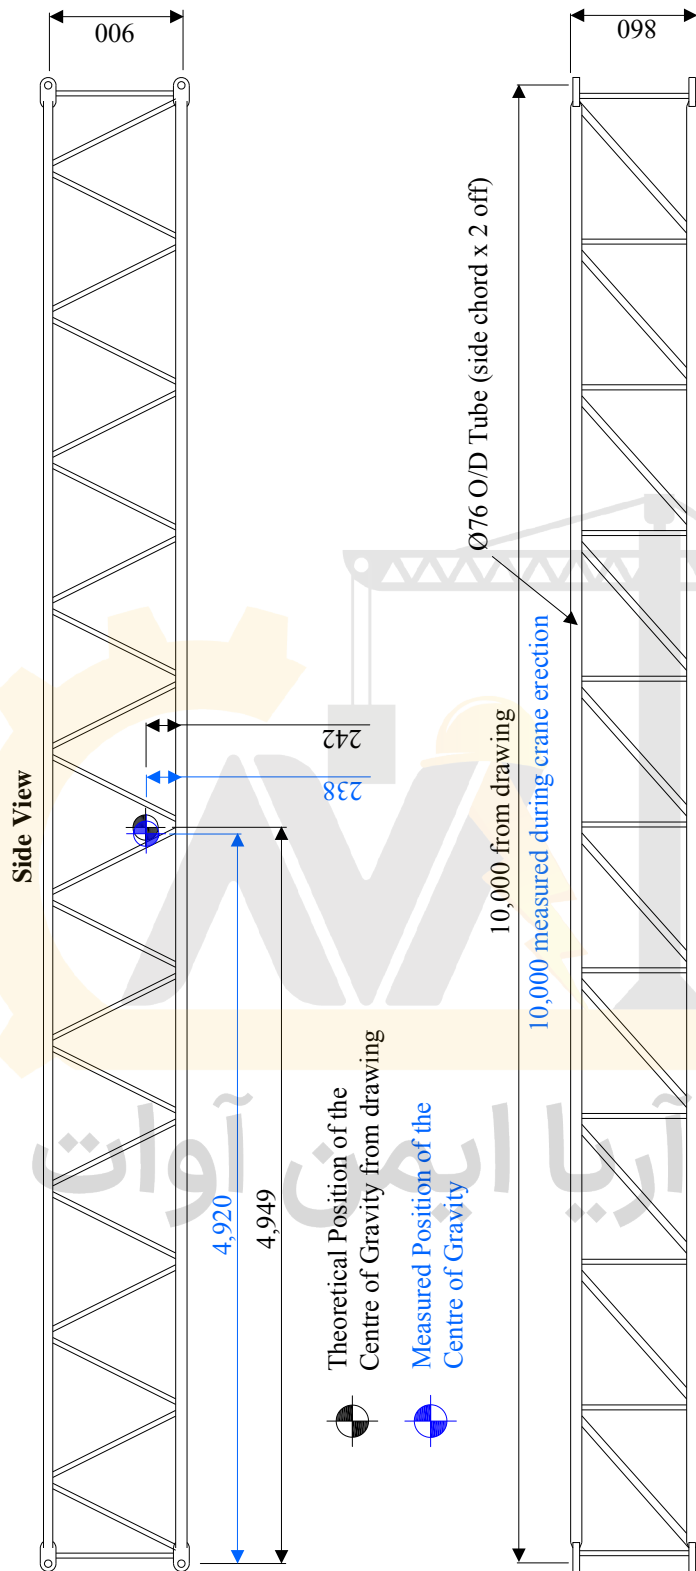 Side View
900
242
238
4,920
4,949
Theoretical Position of the
Centre of Gravity from drawing
Measured Position of the
Centre of Gravity
860
Ø76 O/D Tube (side chord x 2 off)
10,000 from drawing
10,000 measured during crane erection
آریا ایمن آوات